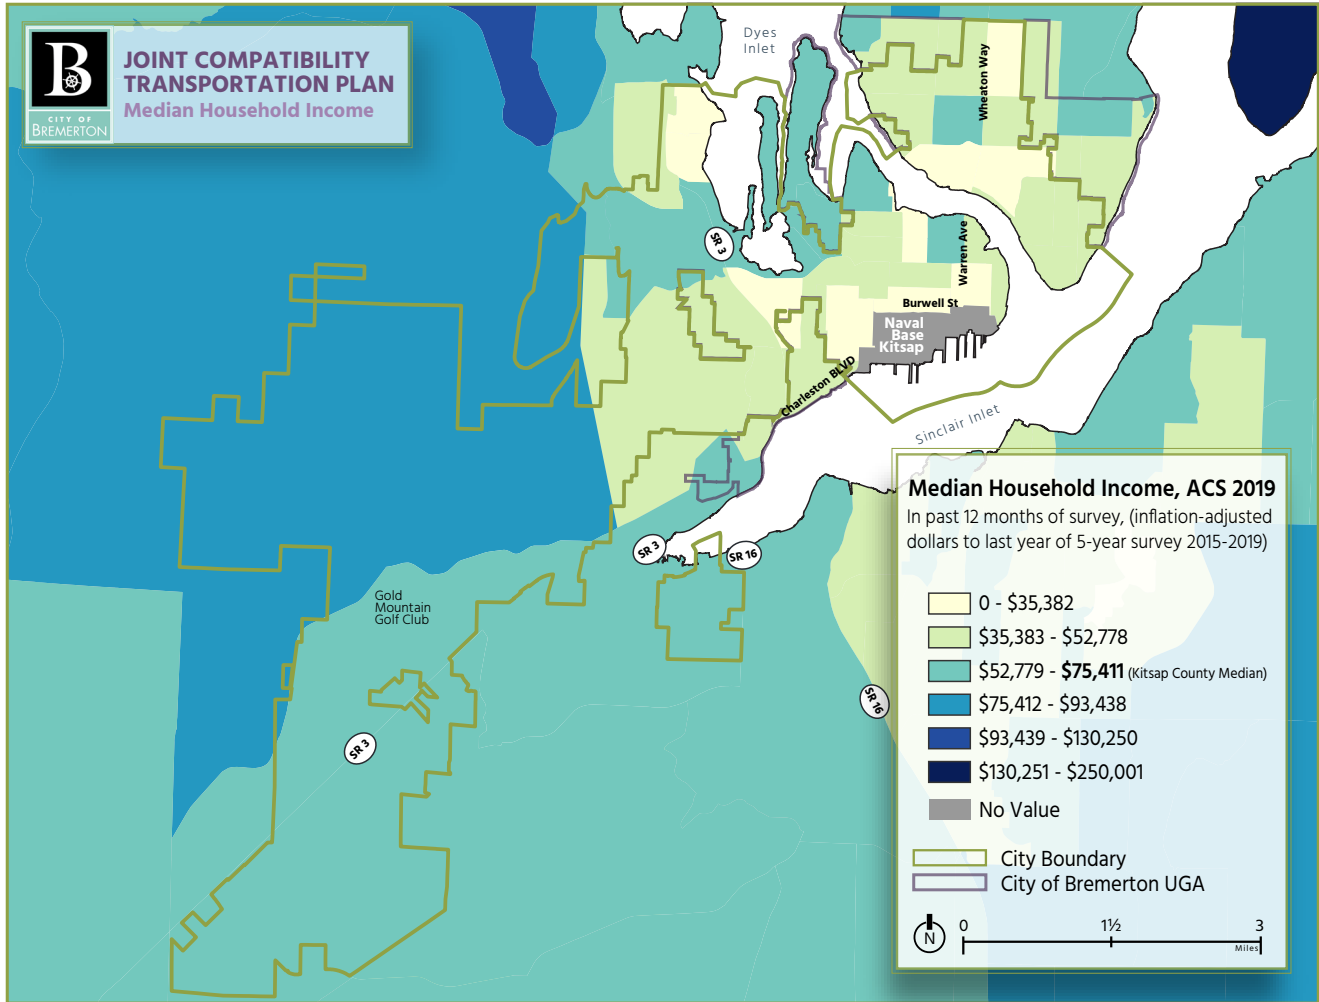 B
CITY OF
BREMERTON
JOINT COMPATIBILITY
TRANSPORTATION PLAN
Median Household Income
Dyes
Inlet
Wheaton Way
SR 3
Warren Ave
Burwell St
Naval
Base
Kitsap
Charleston BLVD
Sinclair Inlet
SR 3
SR 16
Gold
Mountain
Golf Club
SR 16
SR 3
Median Household Income, ACS 2019
In past 12 months of survey, (inflation-adjusted
dollars to last year of 5-year survey 2015-2019)
0 - $35,382
$35,383 - $52,778
$52,779 - $75,411 (Kitsap County Median)
$75,412 - $93,438
$93,439 - $130,250
$130,251 - $250,001
No Value
City Boundary
City of Bremerton UGA
N
0 1½ 3
Miles